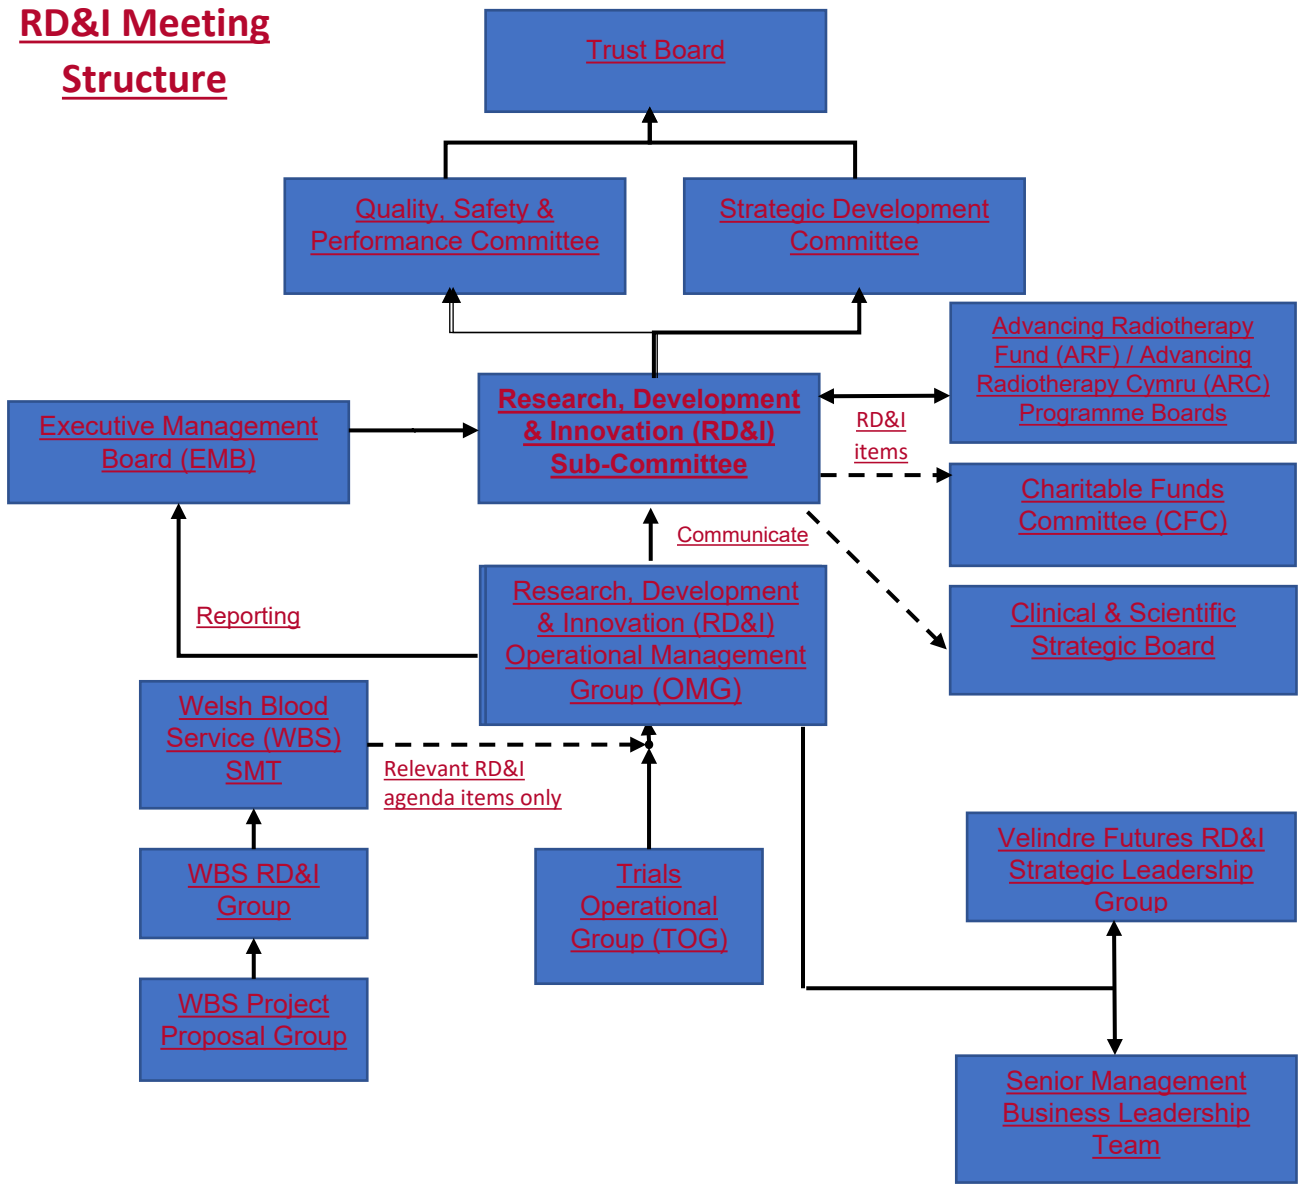 RD&I Meeting
Structure
Trust Board
Quality, Safety &
Performance Committee
Strategic Development
Committee
Advancing Radiotherapy
Fund (ARF) / Advancing
Radiotherapy Cymru (ARC)
Programme Boards
Research, Development
& Innovation (RD&I)
Sub-Committee
Executive Management
Board (EMB)
RD&I
items
Charitable Funds
Committee (CFC)
Communicate
Research, Development
& Innovation (RD&I)
Operational Management
Group (OMG)
Reporting
Clinical & Scientific
Strategic Board
Welsh Blood
Service (WBS)
SMT
Relevant RD&I
agenda items only
WBS RD&I
Group
Trials
Operational
Group (TOG)
Velindre Futures RD&I
Strategic Leadership
Group
WBS Project
Proposal Group
Senior Management
Business Leadership
Team